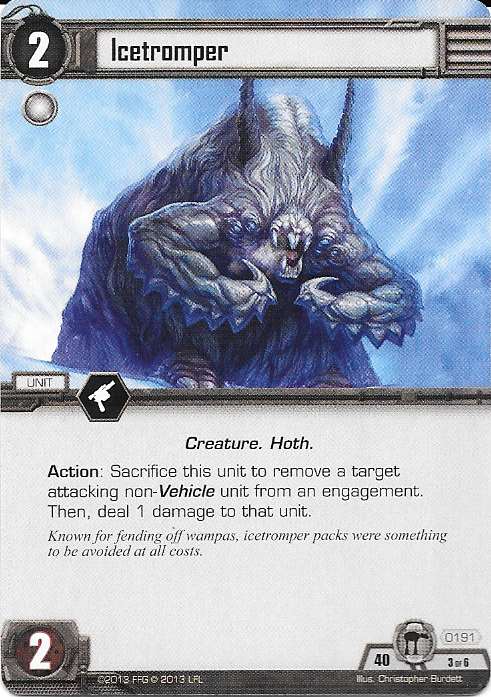 2
Icetromper
UNIT
Creature. Hoth.
Action: Sacrifice this unit to remove a target
attacking non-Vehicle unit from an engagement.
Then, deal 1 damage to that unit.
Known for fending off wampas, icetromper packs were something
to be avoided at all costs.
2
©2013 FFG © 2013 LFL
40
3 OF 6
0191
Illus. Christopher Burdett